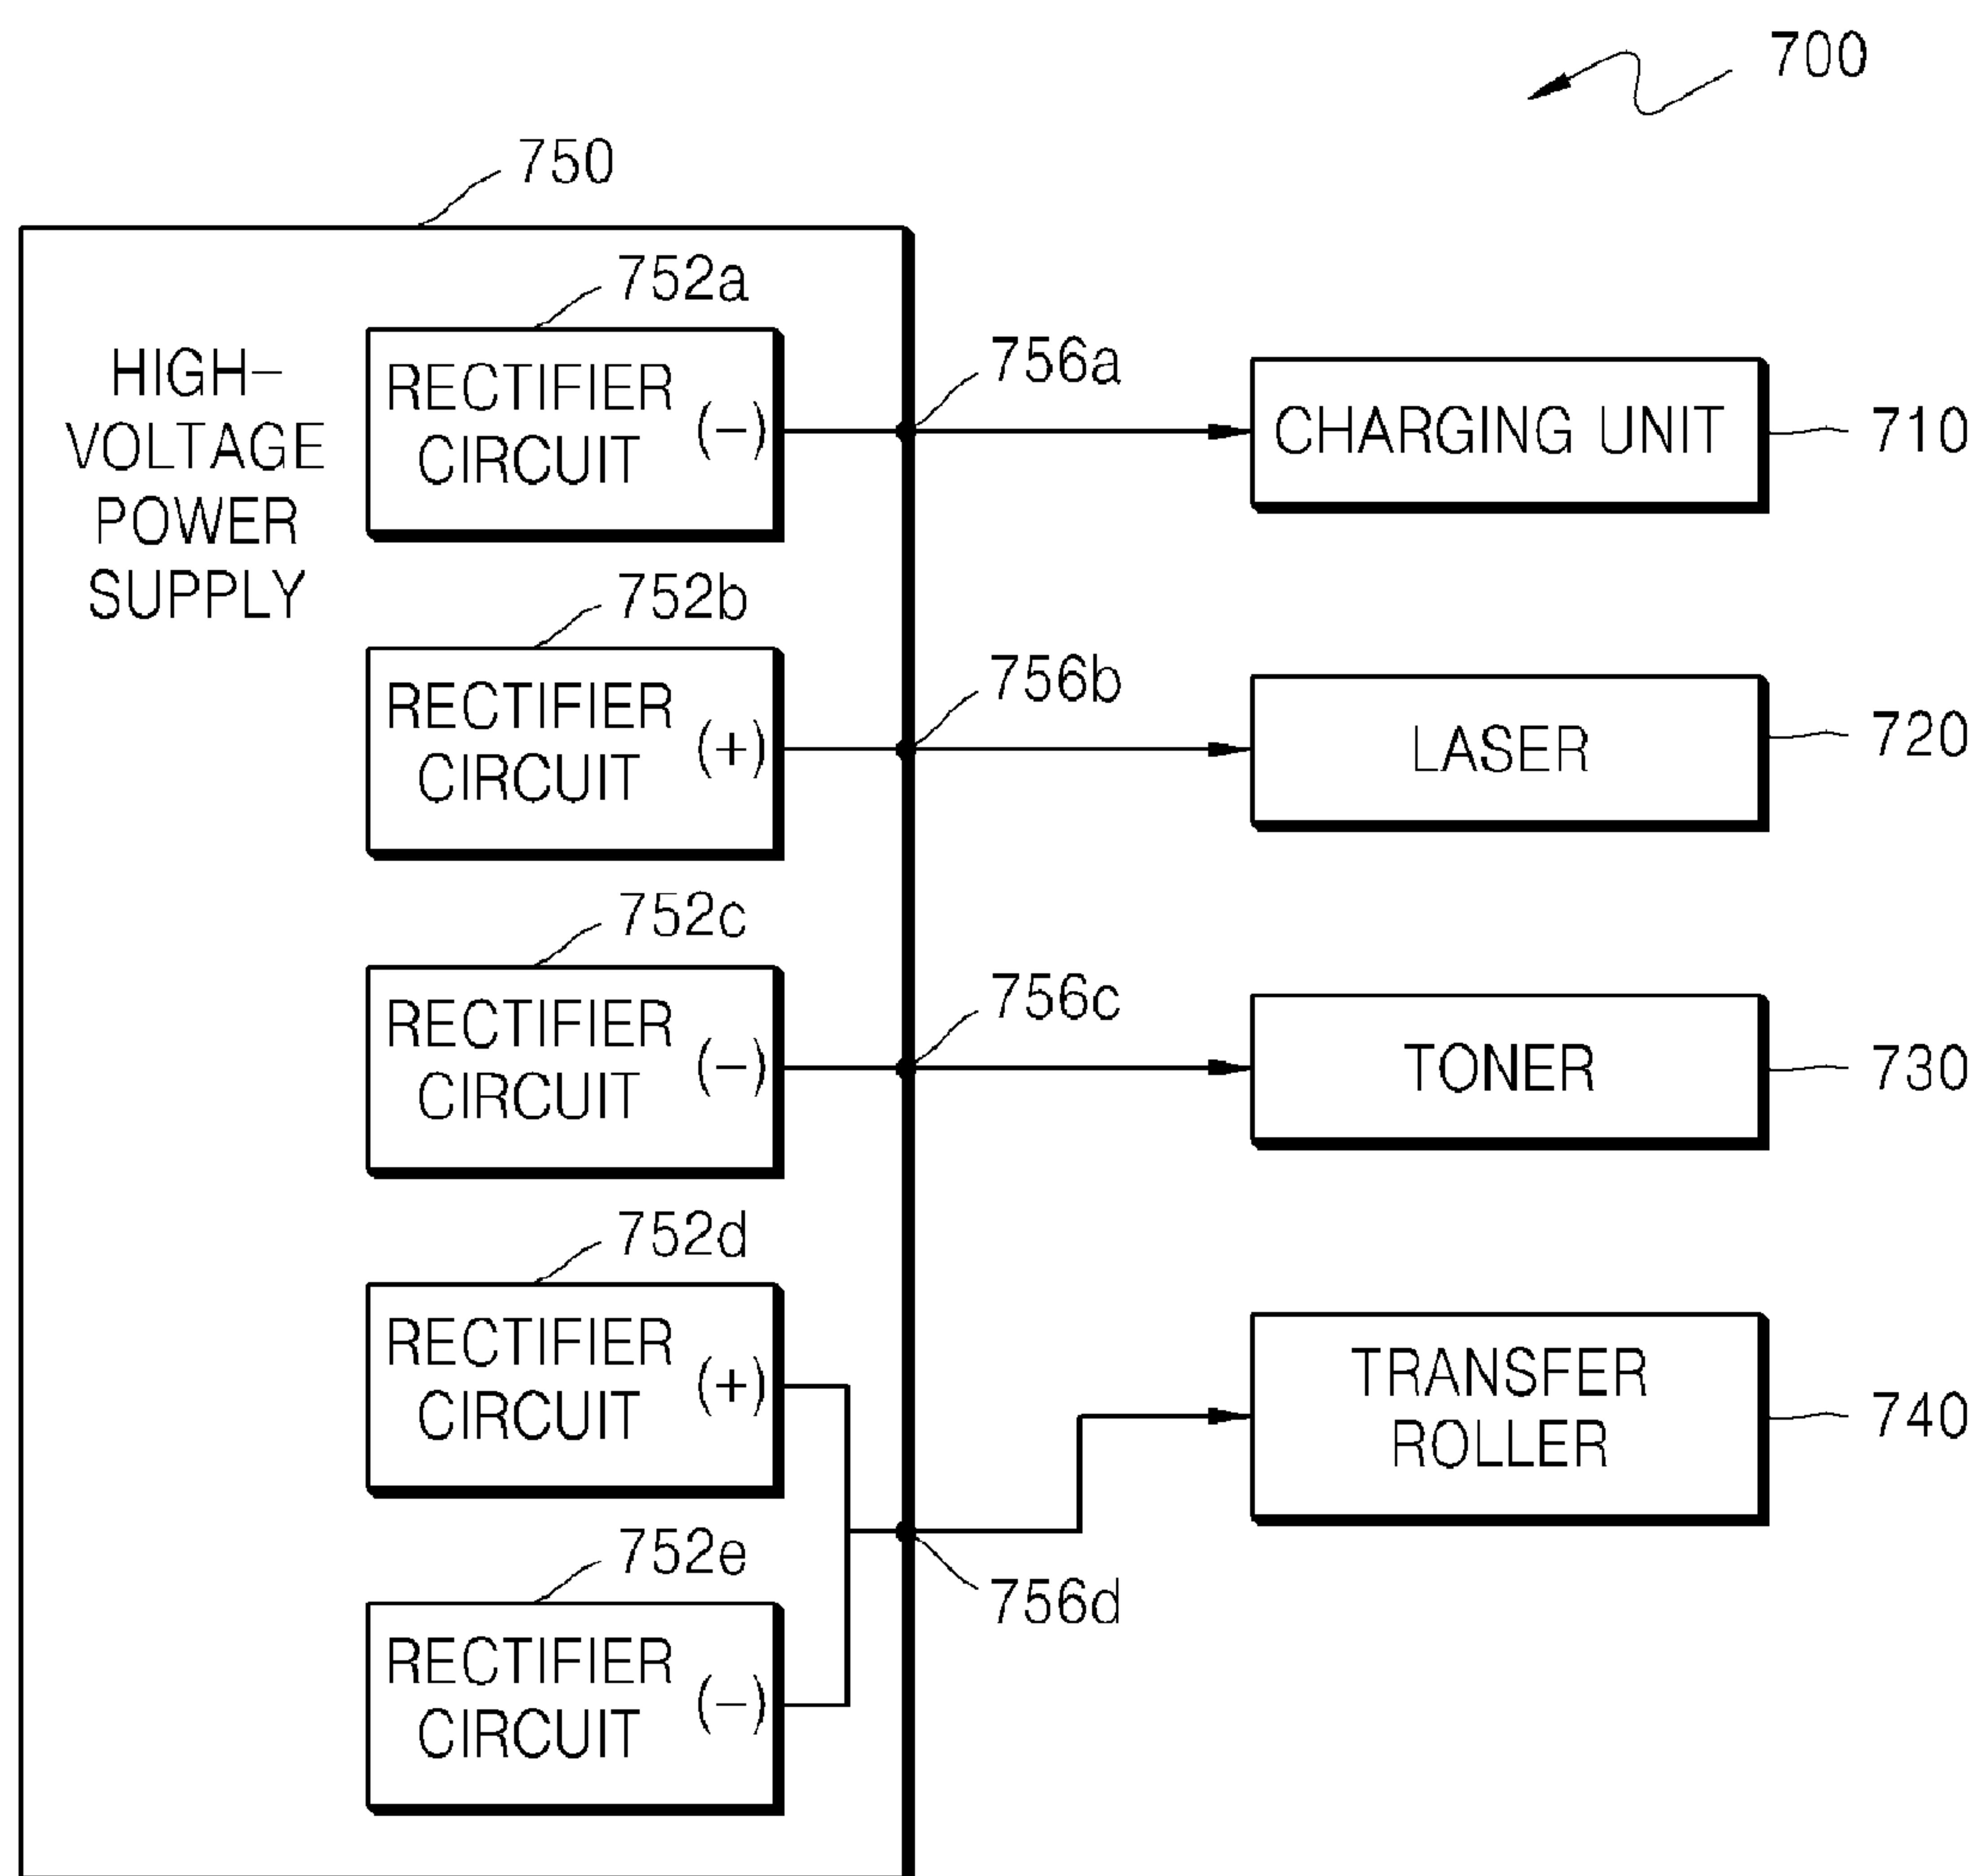 700
750
752a
HIGH-
VOLTAGE
POWER
SUPPLY
RECTIFIER
CIRCUIT
(-)
756a
CHARGING UNIT
710
752b
RECTIFIER
CIRCUIT
(+)
756b
LASER
720
752c
RECTIFIER
CIRCUIT
(-)
756c
TONER
730
752d
RECTIFIER
CIRCUIT
(+)
TRANSFER
ROLLER
740
752e
RECTIFIER
CIRCUIT
(-)
756d